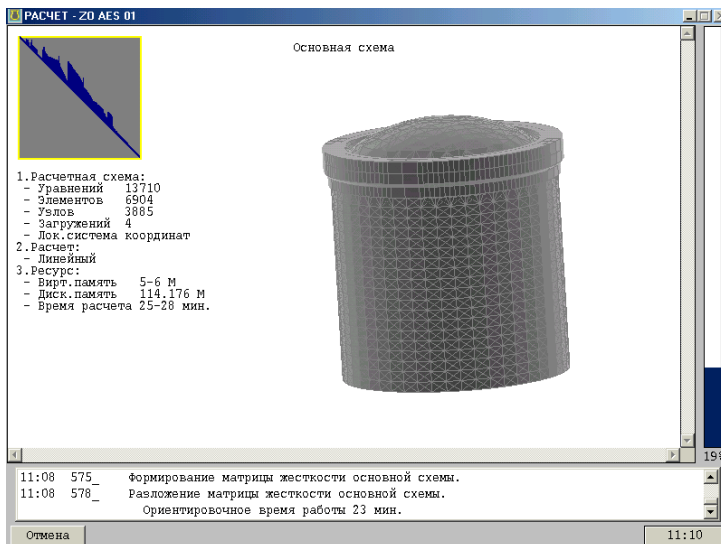 РАСЧЕТ - ZO AES 01
Основная схема
1.Расчетная схема:
- Уравнений 13710
- Элементов 6904
- Узлов 3885
- Загружений 4
- Лок.система координат
2.Расчет:
- Линейный
3.Ресурс:
- Вирт.память 5-6 М
- Диск.память 114.176 М
- Время расчета 25-28 мин.
19%
11:08 575_ Формирование матрицы жесткости основной схемы.
11:08 578_ Разложение матрицы жесткости основной схемы.
Ориентировочное время работы 23 мин.
Отмена
11:10